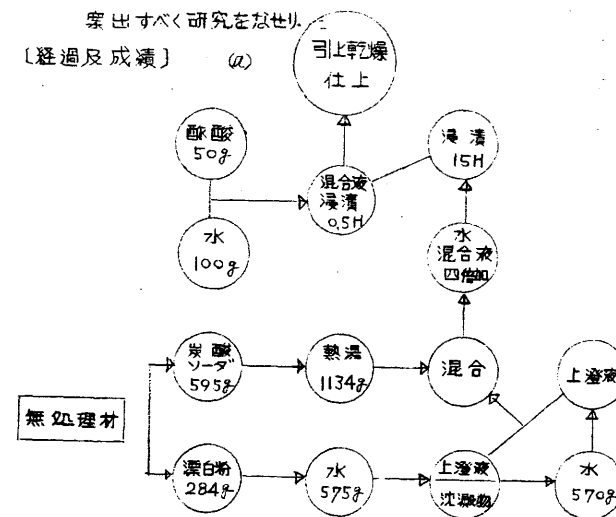 案出すべく研究をなせり。
〔経過及成績〕 (a)
引上乾燥
仕上
醋酸
50g
浸漬
15H
混合液
浸漬
0.5H
水
100g
水
混合液
四倍加
炭酸
ソーダ
595g
熱湯
1134g
混合
上澄液
無処理材
漂白粉
284g
水
575g
上澄液
沈澱物
水
570g